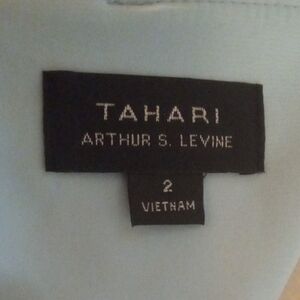 TAHARI
ARTHUR S. LEVINE
2
VIETNAM